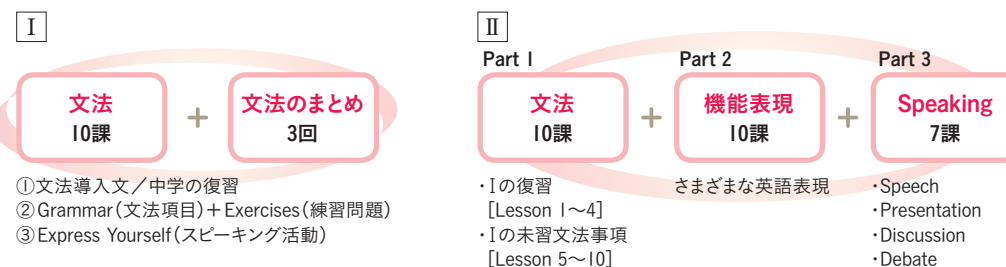 Ⅰ
文法
10課
+
文法のまとめ
3回
①文法導入文／中学の復習
②Grammar(文法項目)+Exercises(練習問題)
③Express Yourself(スピーキング活動)
Ⅱ
Part 1
文法
10課
・Ⅰの復習
[Lesson 1〜4]
・Ⅰの未習文法事項
[Lesson 5〜10]
+
Part 2
機能表現
10課
さまざまな英語表現
+
Part 3
Speaking
7課
・Speech
・Presentation
・Discussion
・Debate